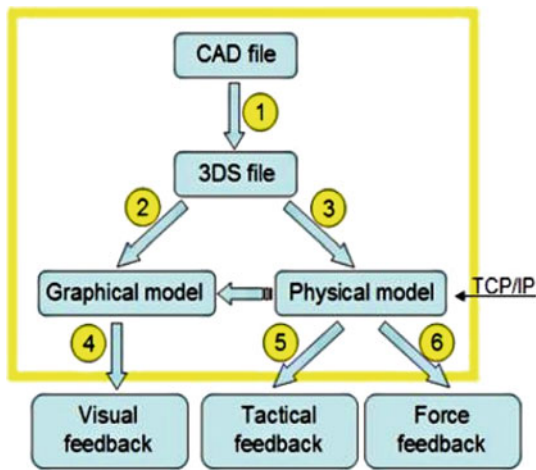 CAD file
1
3DS file
2
3
Graphical model
Physical model
TCP/IP
4
5
6
Visual
feedback
Tactical
feedback
Force
feedback